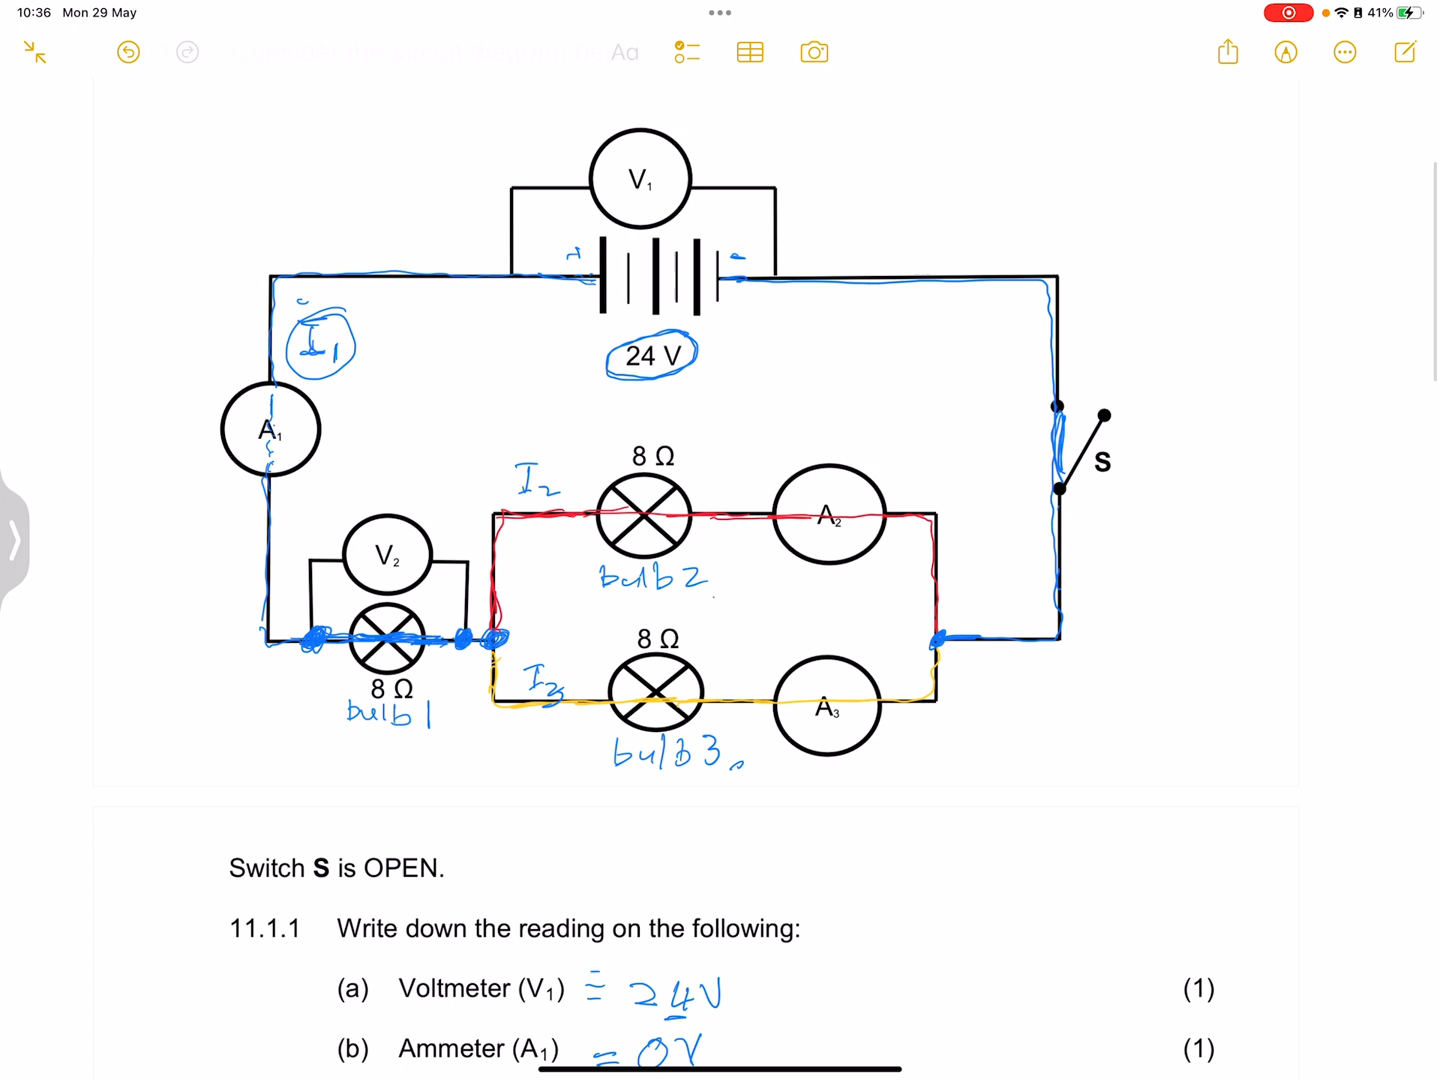 10:36 Mon 29 May
41%
Aa
V₁
24 V
I₁
A₁
S
8 Ω
I₂
A₂
V₂
bulb 2
8 Ω
8 Ω
bulb 1
I₃
A₃
bulb 3
Switch S is OPEN.
11.1.1 Write down the reading on the following:
(a) Voltmeter (V₁) = 24V (1)
(b) Ammeter (A₁) = 0V (1)